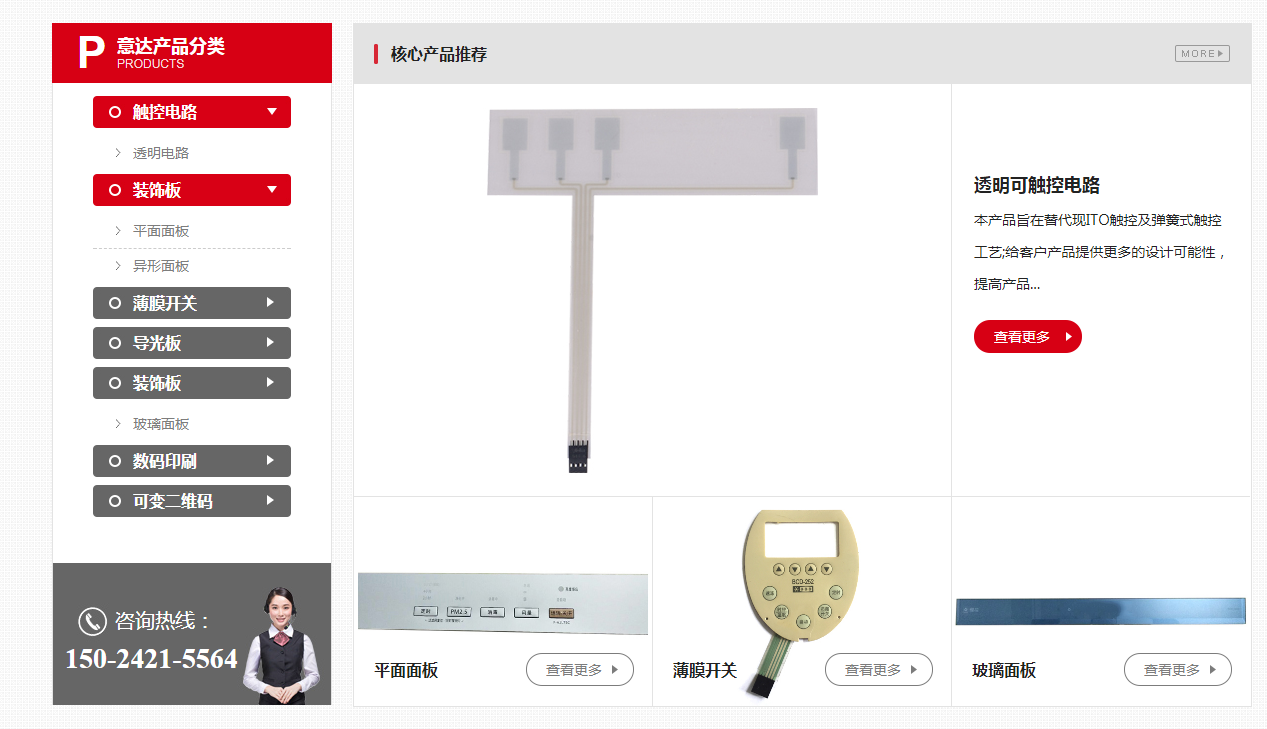 P 意达产品分类
PRODUCTS
触控电路
透明电路
装饰板
平面面板
异形面板
薄膜开关
导光板
装饰板
玻璃面板
数码印刷
可变二维码
咨询热线：
150-2421-5564
核心产品推荐
MORE
透明可触控电路
本产品旨在替代现ITO触控及弹簧式触控
工艺;给客户产品提供更多的设计可能性，
提高产品...
查看更多
PM2.5
平面面板
查看更多
BCD-252
薄膜开关
查看更多
玻璃面板
查看更多